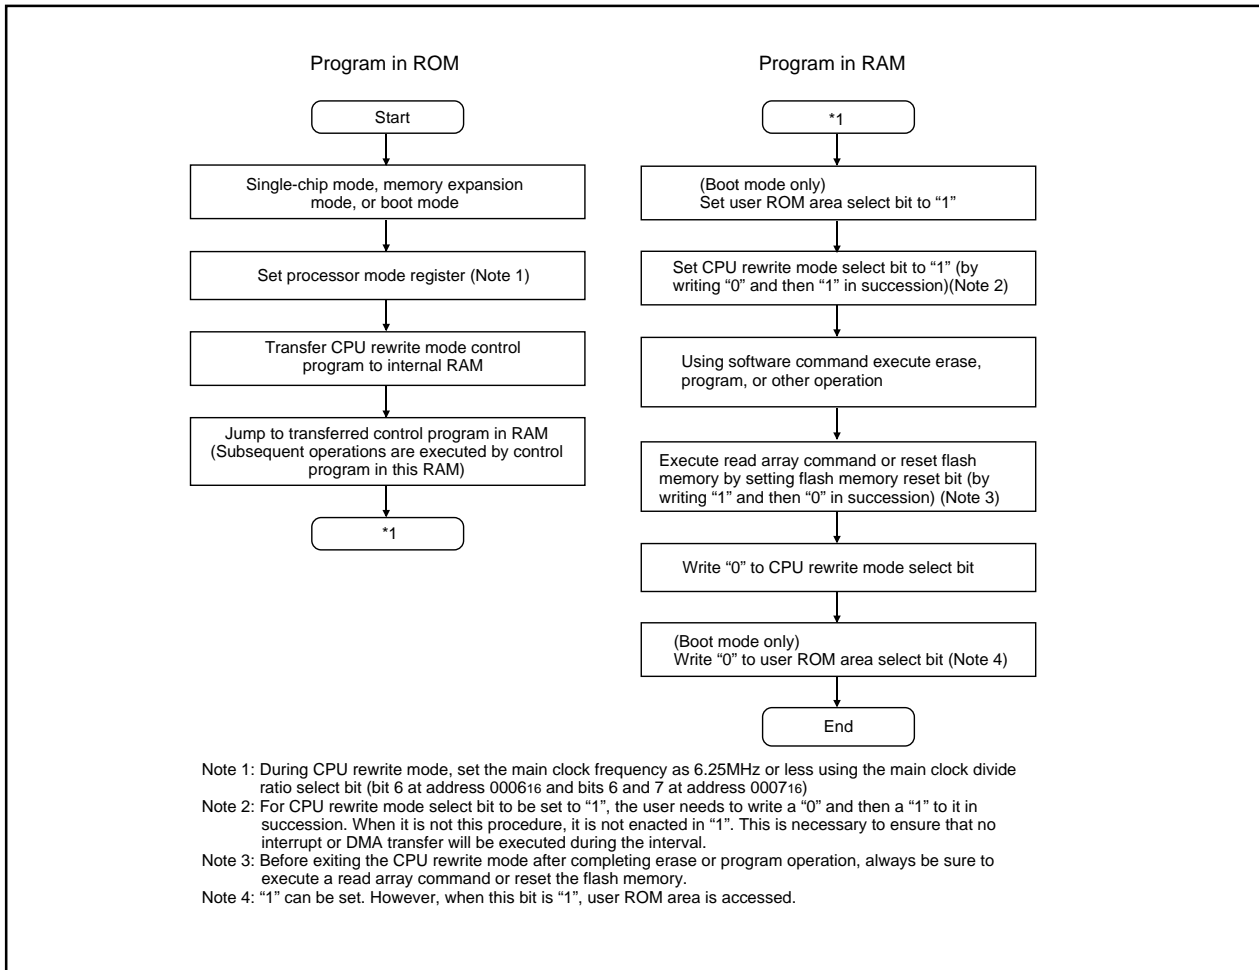 Program in ROM
Start
Single-chip mode, memory expansion
mode, or boot mode
Set processor mode register (Note 1)
Transfer CPU rewrite mode control
program to internal RAM
Jump to transferred control program in RAM
(Subsequent operations are executed by control
program in this RAM)
*1
Program in RAM
*1
(Boot mode only)
Set user ROM area select bit to “1”
Set CPU rewrite mode select bit to “1” (by
writing “0” and then “1” in succession)(Note 2)
Using software command execute erase,
program, or other operation
Execute read array command or reset flash
memory by setting flash memory reset bit (by
writing “1” and then “0” in succession) (Note 3)
Write “0” to CPU rewrite mode select bit
(Boot mode only)
Write “0” to user ROM area select bit (Note 4)
End
Note 1: During CPU rewrite mode, set the main clock frequency as 6.25MHz or less using the main clock divide
ratio select bit (bit 6 at address 000616 and bits 6 and 7 at address 000716)
Note 2: For CPU rewrite mode select bit to be set to “1”, the user needs to write a “0” and then a “1” to it in
succession. When it is not this procedure, it is not enacted in “1”. This is necessary to ensure that no
interrupt or DMA transfer will be executed during the interval.
Note 3: Before exiting the CPU rewrite mode after completing erase or program operation, always be sure to
execute a read array command or reset the flash memory.
Note 4: “1” can be set. However, when this bit is “1”, user ROM area is accessed.